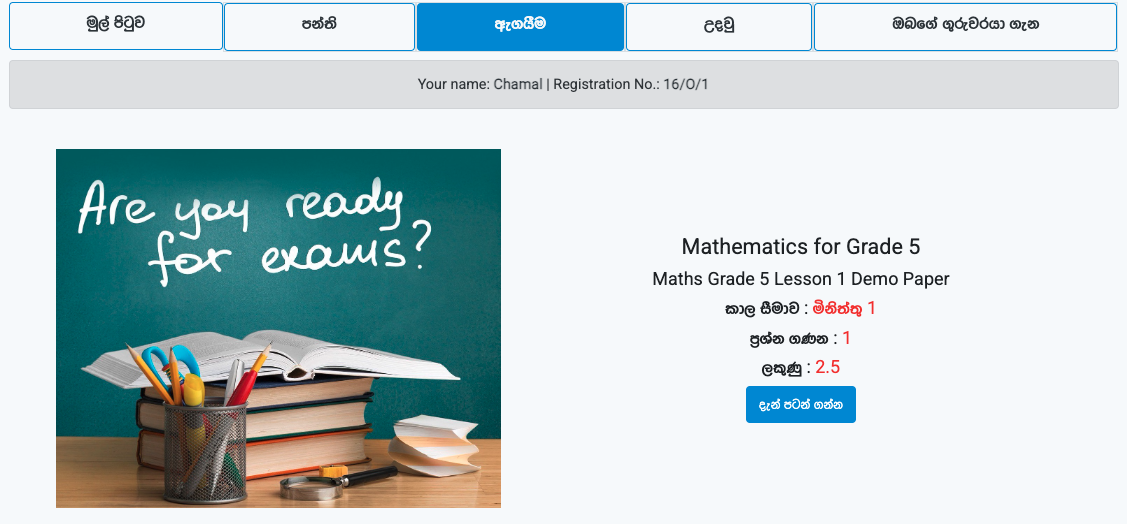 මුල් පිටුව
පන්ති
ඇගයීම
උදවු
ඔබගේ ගුරුවරයා ගැන
Your name: Chamal | Registration No.: 16/O/1
Are you ready
for exams?
Mathematics for Grade 5
Maths Grade 5 Lesson 1 Demo Paper
කාල සීමාව : මිනිත්තු 1
ප්‍රශ්න ගණන : 1
ලකුණු : 2.5
දැන් පටන් ගන්න